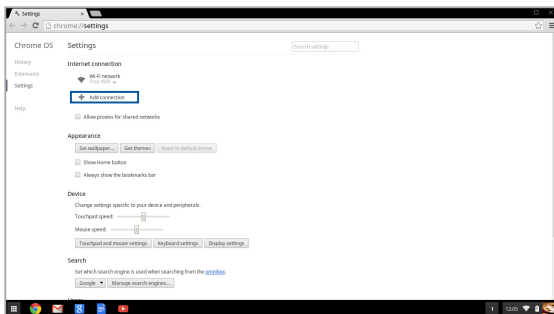 Settings
chrome://settings
Chrome OS
Settings
Search settings
History
Extensions
Settings
Help
Internet connection
Wi-Fi network
Free WiFi
Add connection
Allow proxies for shared networks
Appearance
Set wallpaper...
Get themes
Reset to default theme
Show Home button
Always show the bookmarks bar
Device
Change settings specific to your device and peripherals.
Touchpad speed:
Mouse speed:
Touchpad and mouse settings
Keyboard settings
Display settings
Search
Set which search engine is used when searching from the omnibox.
Google
Manage search engines...
8
1
12:05